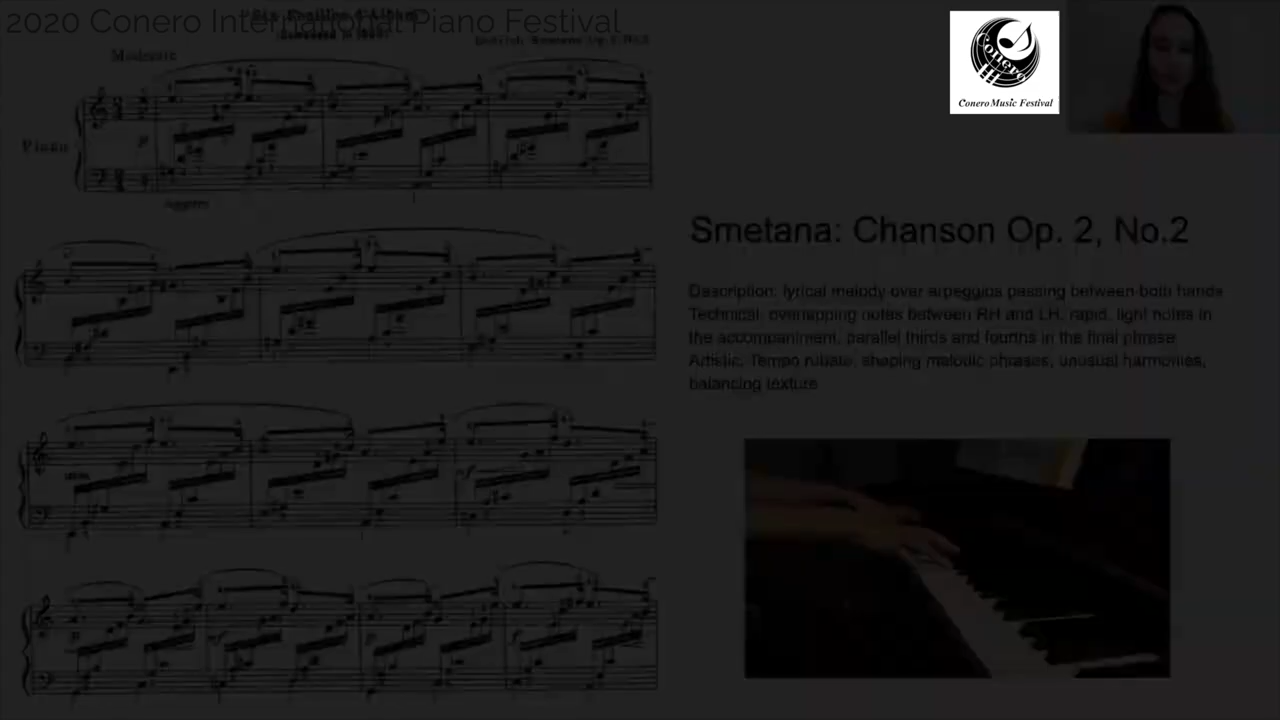 2020 Conero International Piano Festival
Moderato
Piano
Conero
Conero Music Festival
Smetana: Chanson Op. 2, No.2
Description: lyrical melody over arpeggios passing between both hands
Technical: overlapping notes between RH and LH, rapid, light notes in
the accompaniment, parallel thirds and fourths in the final phrase
Artistic: Tempo rubato, shaping melodic phrases, unusual harmonies,
balancing texture